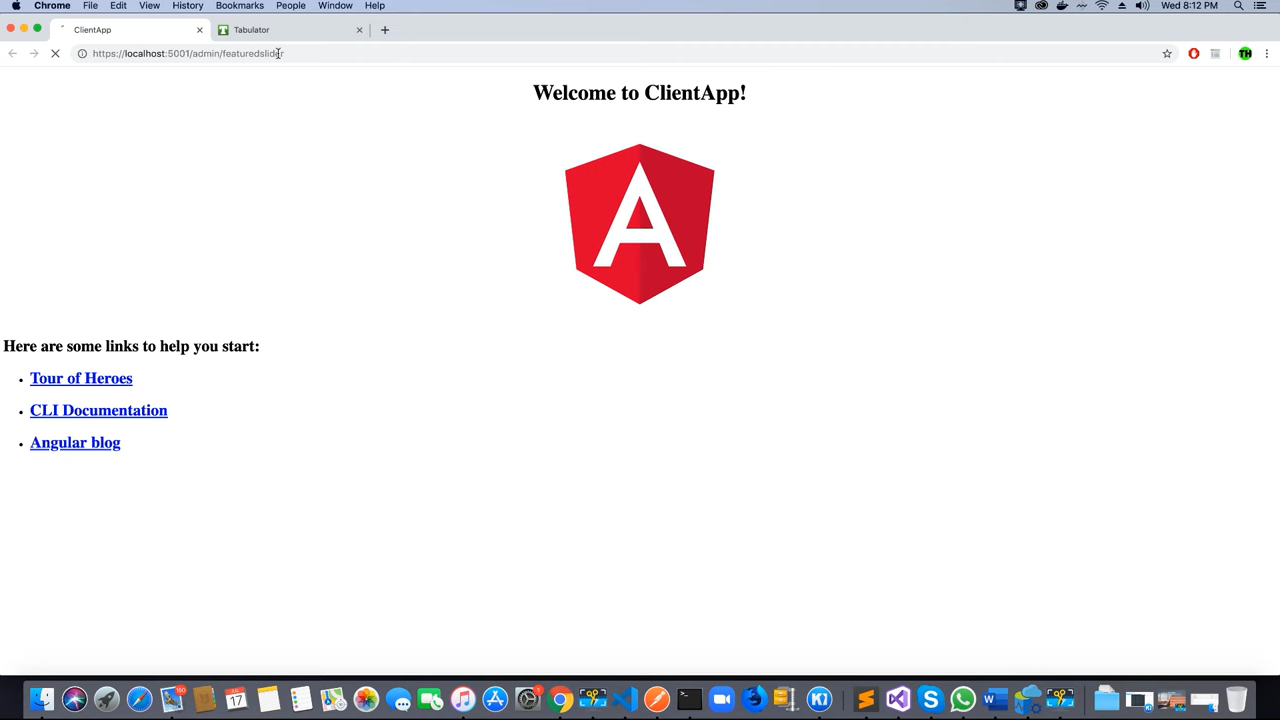 Chrome File Edit View History Bookmarks People Window Help Wed 8:12 PM
ClientApp Tabulator
https://localhost:5001/admin/featuredslider TH
Welcome to ClientApp!
A
Here are some links to help you start:
• Tour of Heroes
• CLI Documentation
• Angular blog